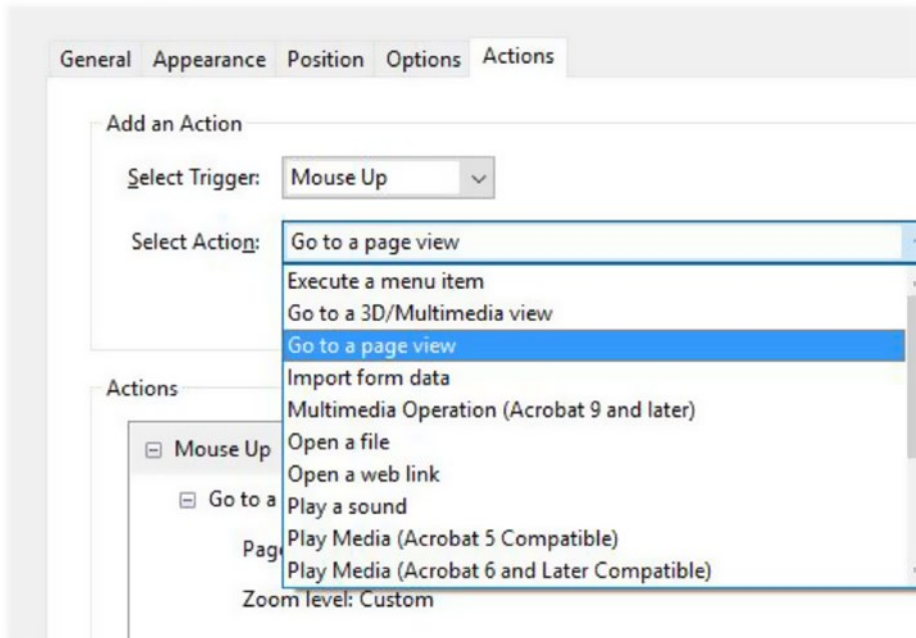 General Appearance Position Options Actions
Add an Action
Select Trigger: Mouse Up
Select Action: Go to a page view
Execute a menu item
Go to a 3D/Multimedia view
Go to a page view
Import form data
Multimedia Operation (Acrobat 9 and later)
Open a file
Open a web link
Play a sound
Play Media (Acrobat 5 Compatible)
Play Media (Acrobat 6 and Later Compatible)
Actions
Mouse Up
Go to a
Zoom level: Custom